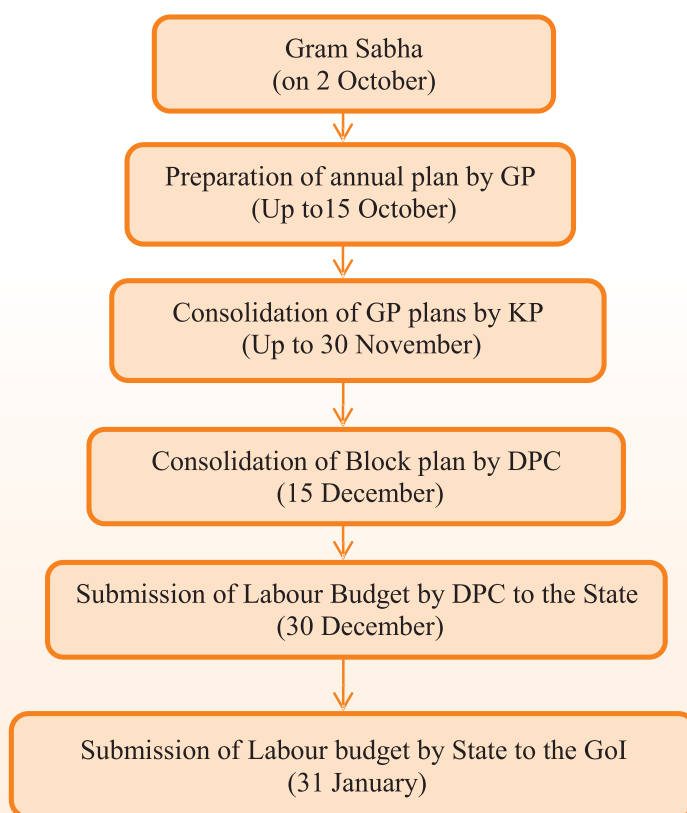 Gram Sabha
(on 2 October)
Preparation of annual plan by GP
(Up to15 October)
Consolidation of GP plans by KP
(Up to 30 November)
Consolidation of Block plan by DPC
(15 December)
Submission of Labour Budget by DPC to the State
(30 December)
Submission of Labour budget by State to the GoI
(31 January)